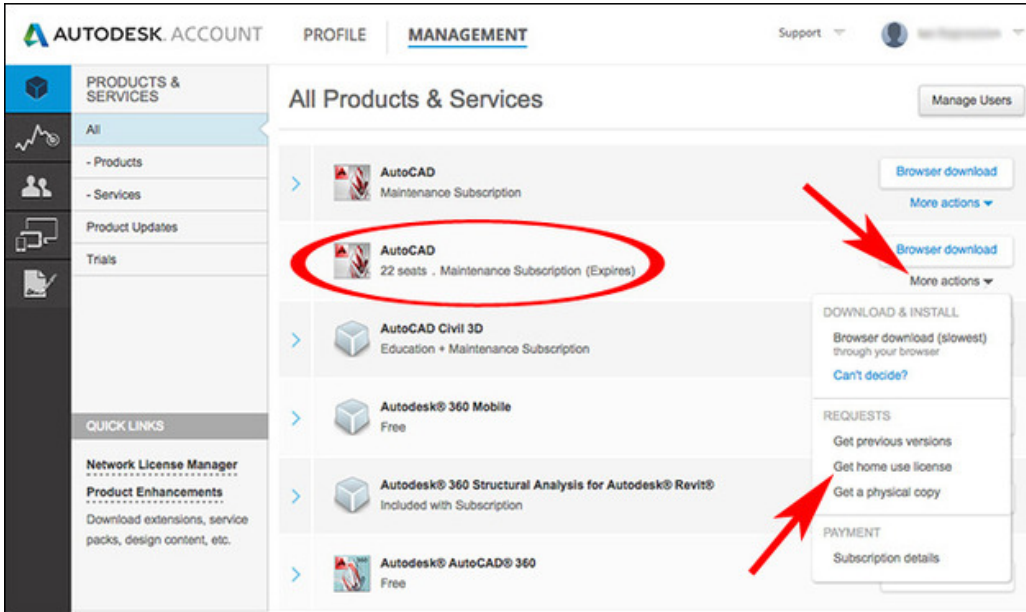 AUTODESK. ACCOUNT
PROFILE
MANAGEMENT
Support
PRODUCTS &
SERVICES
All
- Products
- Services
Product Updates
Trials
QUICK LINKS
Network License Manager
Product Enhancements
Download extensions, service
packs, design content, etc.
All Products & Services
Manage Users
AutoCAD
Maintenance Subscription
Browser download
More actions
AutoCAD
22 seats . Maintenance Subscription (Expires)
Browser download
More actions
AutoCAD Civil 3D
Education + Maintenance Subscription
Autodesk® 360 Mobile
Free
Autodesk® 360 Structural Analysis for Autodesk® Revit®
Included with Subscription
Autodesk® AutoCAD® 360
Free
DOWNLOAD & INSTALL
Browser download (slowest)
through your browser
Can't decide?
REQUESTS
Get previous versions
Get home use license
Get a physical copy
PAYMENT
Subscription details